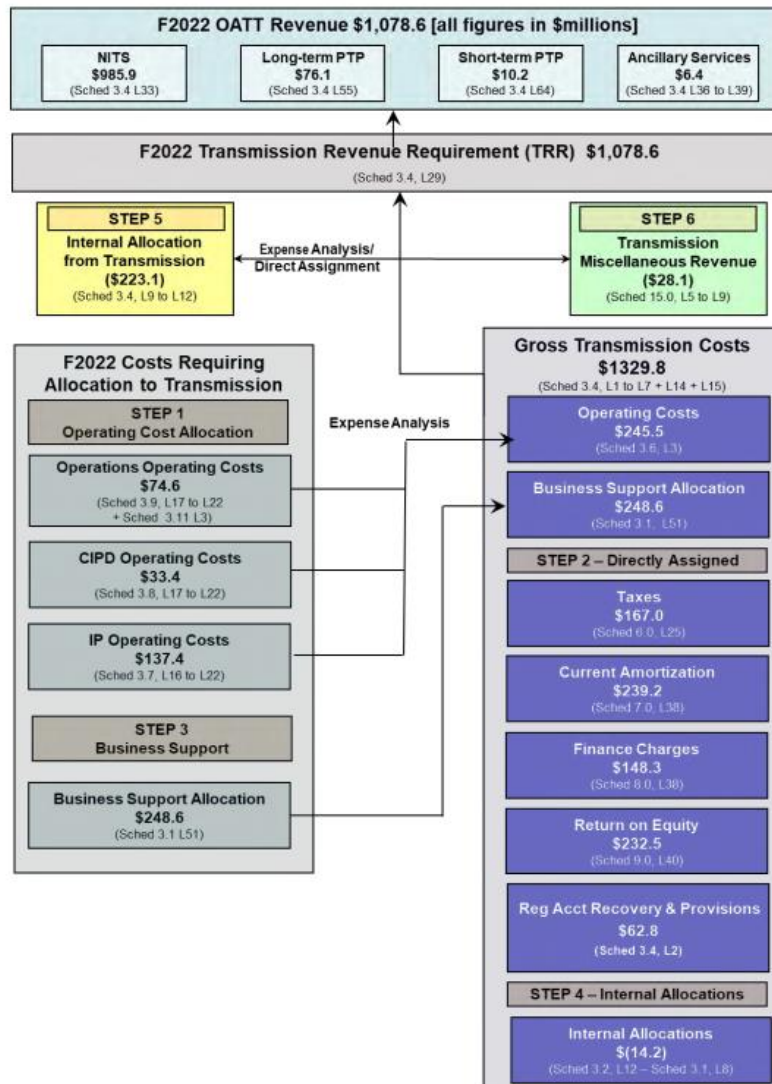 F2022 OATT Revenue $1,078.6 [all figures in $millions]
NITS
$985.9
(Sched 3.4 L33)
Long-term PTP
$76.1
(Sched 3.4 L55)
Short-term PTP
$10.2
(Sched 3.4 L64)
Ancillary Services
$6.4
(Sched 3.4 L36 to L39)
F2022 Transmission Revenue Requirement (TRR) $1,078.6
(Sched 3.4, L29)
STEP 5
Internal Allocation
from Transmission
($223.1)
(Sched 3.4, L9 to L12)
Expense Analysis/
Direct Assignment
STEP 6
Transmission
Miscellaneous Revenue
($28.1)
(Sched 15.0, L5 to L9)
F2022 Costs Requiring
Allocation to Transmission
STEP 1
Operating Cost Allocation
Operations Operating Costs
$74.6
(Sched 3.9, L17 to L22
+ Sched 3.11 L3)
CIPD Operating Costs
$33.4
(Sched 3.8, L17 to L22)
IP Operating Costs
$137.4
(Sched 3.7, L16 to L22)
STEP 3
Business Support
Business Support Allocation
$248.6
(Sched 3.1 L51)
Expense Analysis
Gross Transmission Costs
$1329.8
(Sched 3.4, L1 to L7 + L14 + L15)
Operating Costs
$245.5
(Sched 3.6, L3)
Business Support Allocation
$248.6
(Sched 3.1, L51)
STEP 2 – Directly Assigned
Taxes
$167.0
(Sched 6.0, L25)
Current Amortization
$239.2
(Sched 7.0, L38)
Finance Charges
$148.3
(Sched 8.0, L38)
Return on Equity
$232.5
(Sched 9.0, L40)
Reg Acct Recovery & Provisions
$62.8
(Sched 3.4, L2)
STEP 4 – Internal Allocations
Internal Allocations
$(14.2)
(Sched 3.2, L12 – Sched 3.1, L8)